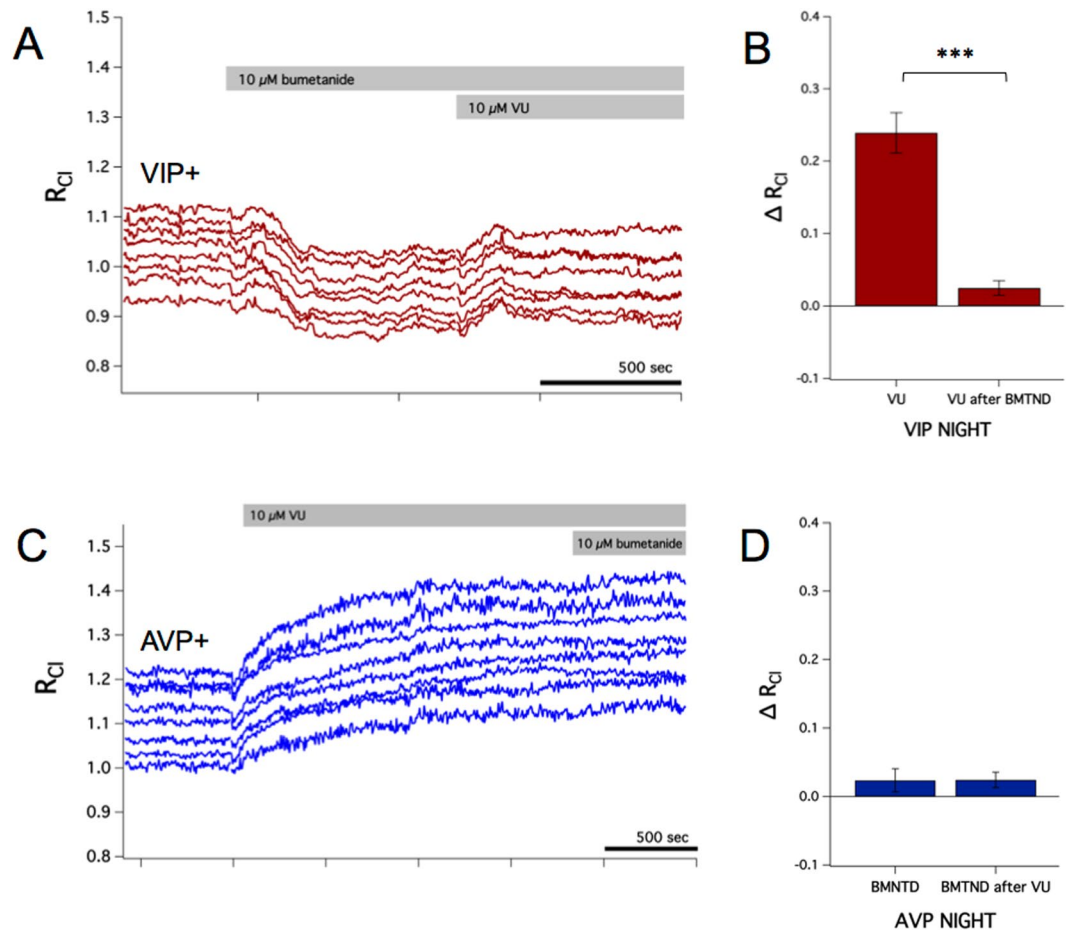 A
1.5
1.4
1.3
1.2
1.1
1.0
0.9
0.8
R_Cl
10 µM bumetanide
10 µM VU
VIP+
500 sec
B
0.4
0.3
0.2
0.1
0.0
-0.1
Δ R_Cl
***
VU
VU after BMTND
VIP NIGHT
C
1.5
1.4
1.3
1.2
1.1
1.0
0.9
0.8
R_Cl
10 µM VU
10 µM bumetanide
AVP+
500 sec
D
0.4
0.3
0.2
0.1
0.0
-0.1
Δ R_Cl
BMNTD
BMTND after VU
AVP NIGHT